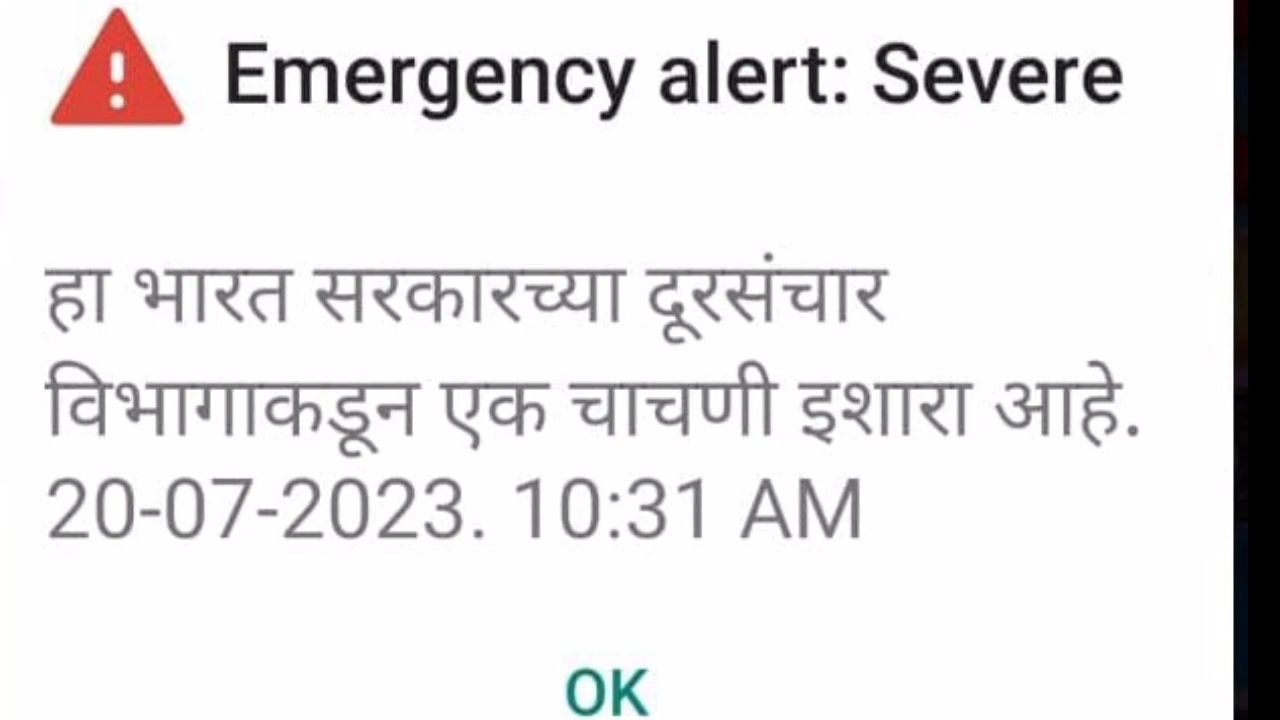 Emergency alert: Severe
हा भारत सरकारच्या दूरसंचार
विभागाकडून एक चाचणी इशारा आहे.
20-07-2023. 10:31 AM
OK